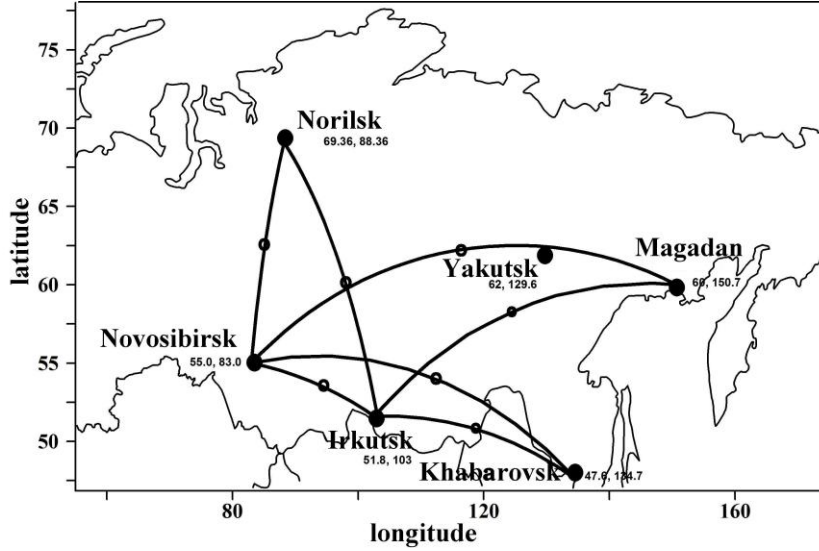 75
70
65
60
55
50
latitude
Norilsk
69.36, 88.36
Magadan
60, 150.7
Yakutsk
62, 129.6
Novosibirsk
55.0, 83.0
Irkutsk
51.8, 103
Khabarovsk
47.6, 134.7
80
120
160
longitude